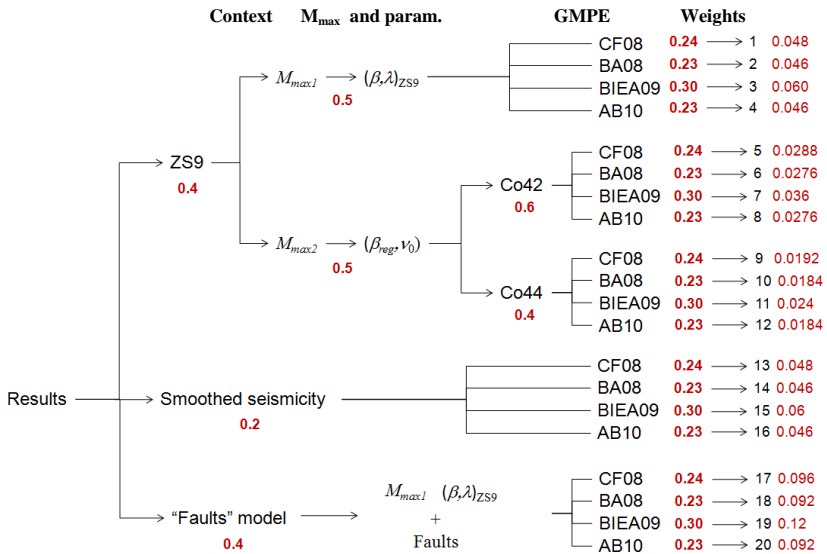 Context M_max and param. GMPE Weights
CF08 0.24 1 0.048
BA08 0.23 2 0.046
M_max1 (β,λ)_ZS9 BIEA09 0.30 3 0.060
0.5
AB10 0.23 4 0.046
CF08 0.24 5 0.0288
ZS9 BA08 0.23 6 0.0276
0.4 Co42
0.6 BIEA09 0.30 7 0.036
AB10 0.23 8 0.0276
M_max2 (β_reg,ν_0)
0.5
CF08 0.24 9 0.0192
BA08 0.23 10 0.0184
Co44
0.4 BIEA09 0.30 11 0.024
AB10 0.23 12 0.0184
CF08 0.24 13 0.048
BA08 0.23 14 0.046
Results Smoothed seismicity
0.2 BIEA09 0.30 15 0.06
AB10 0.23 16 0.046
CF08 0.24 17 0.096
M_max1 (β,λ)_ZS9
BA08 0.23 18 0.092
“Faults” model +
0.4 BIEA09 0.30 19 0.12
Faults AB10 0.23 20 0.092